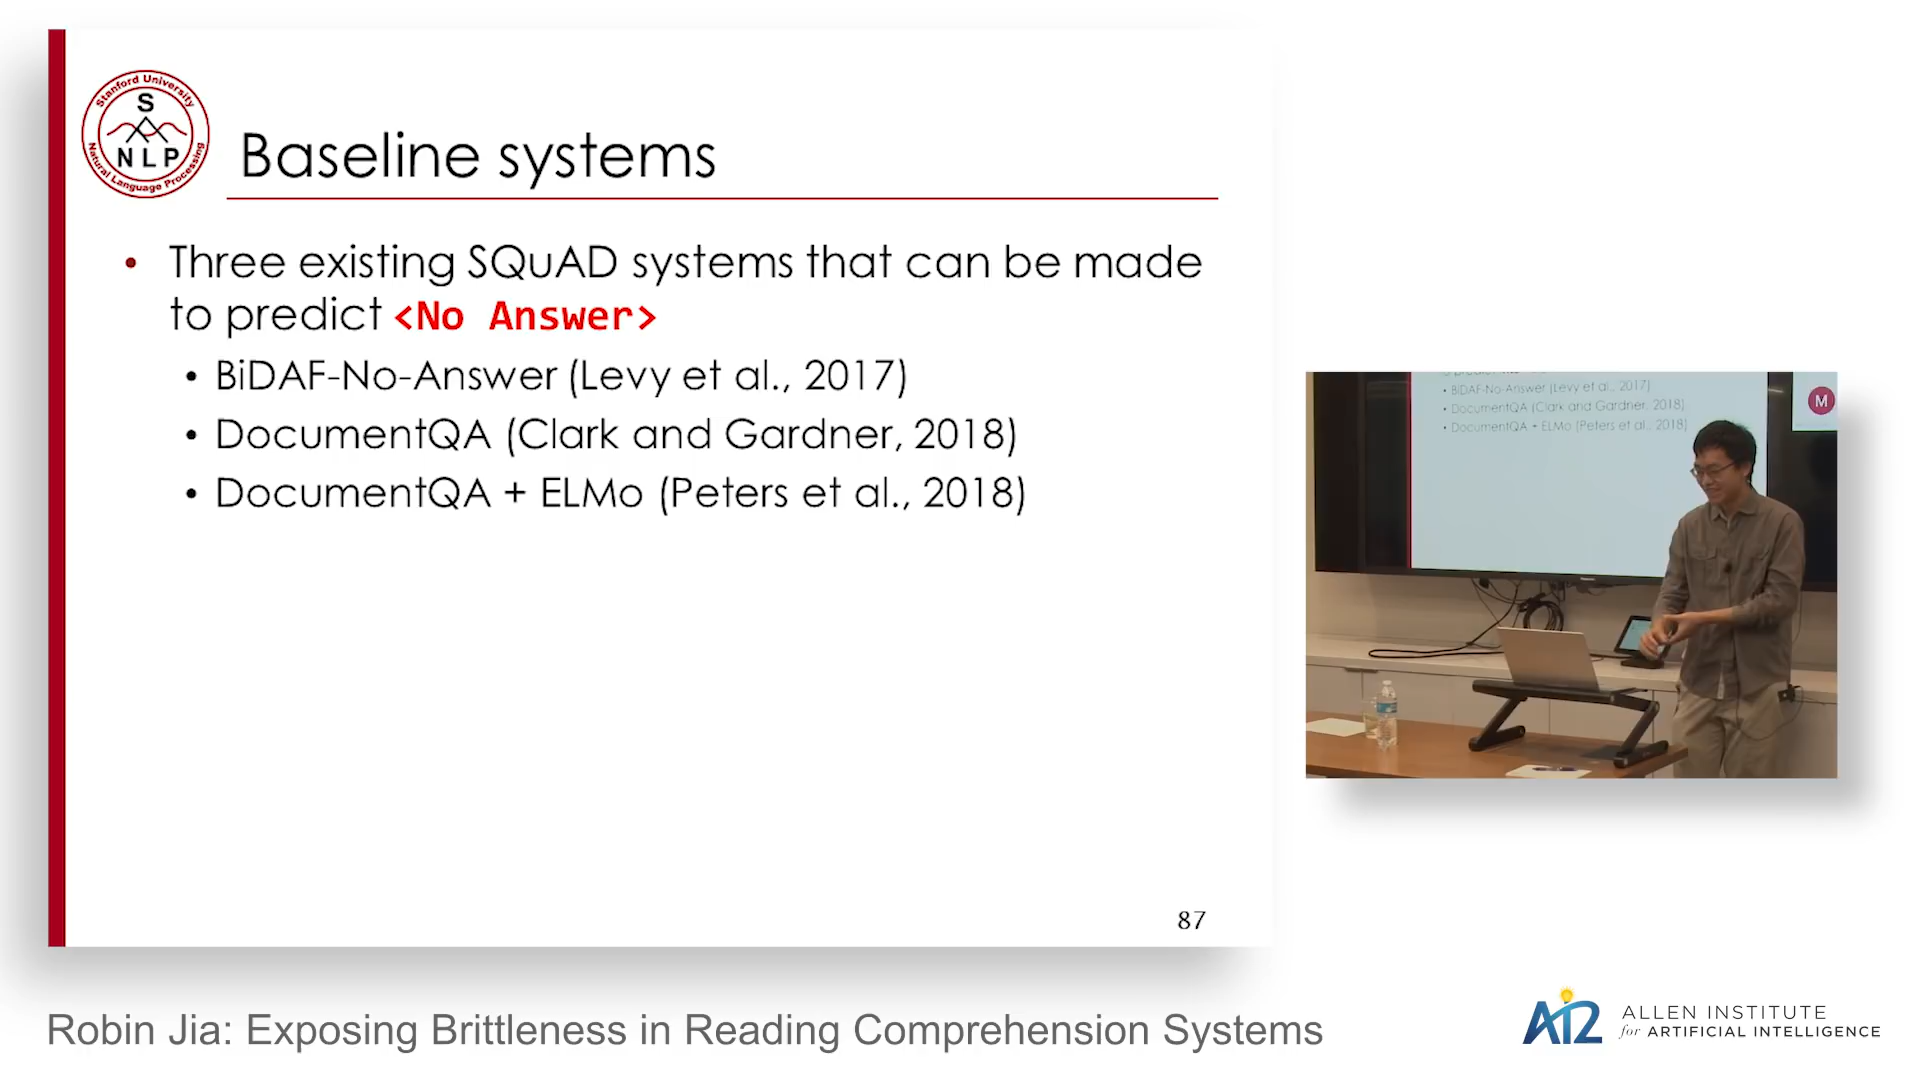 Stanford University
S
NLP
Natural Language Processing
Baseline systems
• Three existing SQuAD systems that can be made
to predict <No Answer>
• BiDAF-No-Answer (Levy et al., 2017)
• DocumentQA (Clark and Gardner, 2018)
• DocumentQA + ELMo (Peters et al., 2018)
87
• BiDAF-No-Answer (Levy et al., 2017)
• DocumentQA (Clark and Gardner, 2018)
• DocumentQA + ELMo (Peters et al., 2018)
M
Robin Jia: Exposing Brittleness in Reading Comprehension Systems
AI2
ALLEN INSTITUTE
for ARTIFICIAL INTELLIGENCE